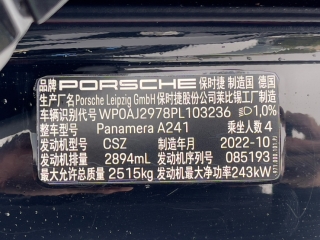 品牌 PORSCHE 保时捷 制造国 德国
生产厂名/Porsche Leipzig GmbH 保时捷股份公司莱比锡工厂制造
车辆识别代号 WP0AJ2978PL103236 1,0%
整车型号 Panamera A241 乘坐人数 4
发动机型号 CSZ 制造年月 2022-10
发动机排量 2894mL 发动机序列号 085193
最大允许总质量 2515kg 发动机最大净功率 243kW